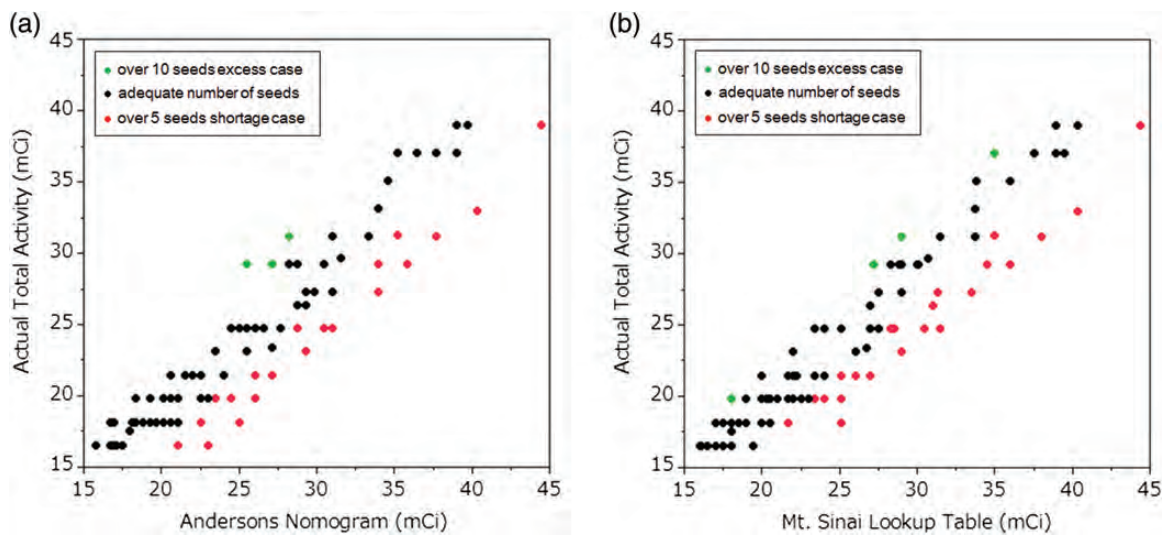 (a)
45
over 10 seeds excess case
adequate number of seeds
over 5 seeds shortage case
40
35
30
25
20
15
Actual Total Activity (mCi)
15 20 25 30 35 40 45
Andersons Nomogram (mCi)
(b)
45
over 10 seeds excess case
adequate number of seeds
over 5 seeds shortage case
40
35
30
25
20
15
Actual Total Activity (mCi)
15 20 25 30 35 40 45
Mt. Sinai Lookup Table (mCi)